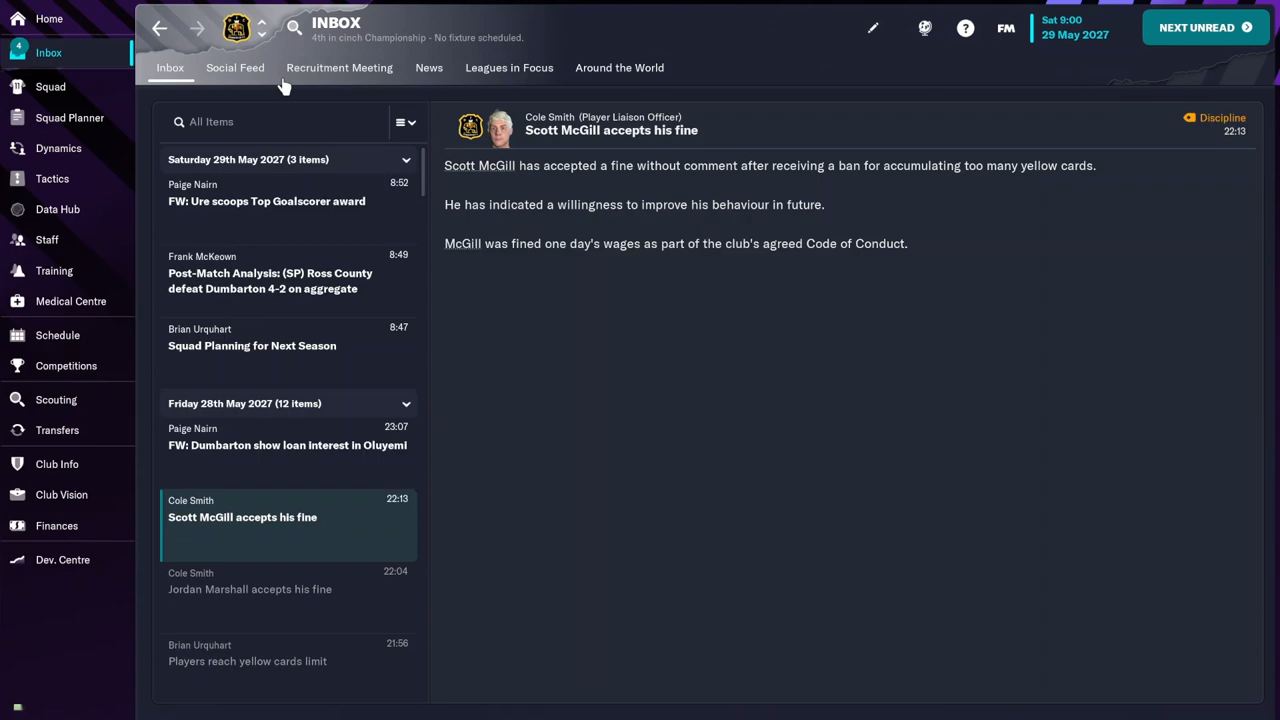 Home
4
Inbox
Squad
Squad Planner
Dynamics
Tactics
Data Hub
Staff
Training
Medical Centre
Schedule
Competitions
Scouting
Transfers
Club Info
Club Vision
Finances
Dev. Centre
INBOX
4th in cinch Championship - No fixture scheduled.
FM
Sat 9:00
29 May 2027
NEXT UNREAD
Inbox
Social Feed
Recruitment Meeting
News
Leagues in Focus
Around the World
All Items
Saturday 29th May 2027 (3 items)
Paige Nairn 8:52
FW: Ure scoops Top Goalscorer award
Frank McKeown 8:49
Post-Match Analysis: (SP) Ross County
defeat Dumbarton 4-2 on aggregate
Brian Urquhart 8:47
Squad Planning for Next Season
Friday 28th May 2027 (12 items)
Paige Nairn 23:07
FW: Dumbarton show loan interest in Oluyemi
Cole Smith 22:13
Scott McGill accepts his fine
Cole Smith 22:04
Jordan Marshall accepts his fine
Brian Urquhart 21:56
Players reach yellow cards limit
Cole Smith (Player Liaison Officer)
Scott McGill accepts his fine
Discipline
22:13
Scott McGill has accepted a fine without comment after receiving a ban for accumulating too many yellow cards.
He has indicated a willingness to improve his behaviour in future.
McGill was fined one day's wages as part of the club's agreed Code of Conduct.